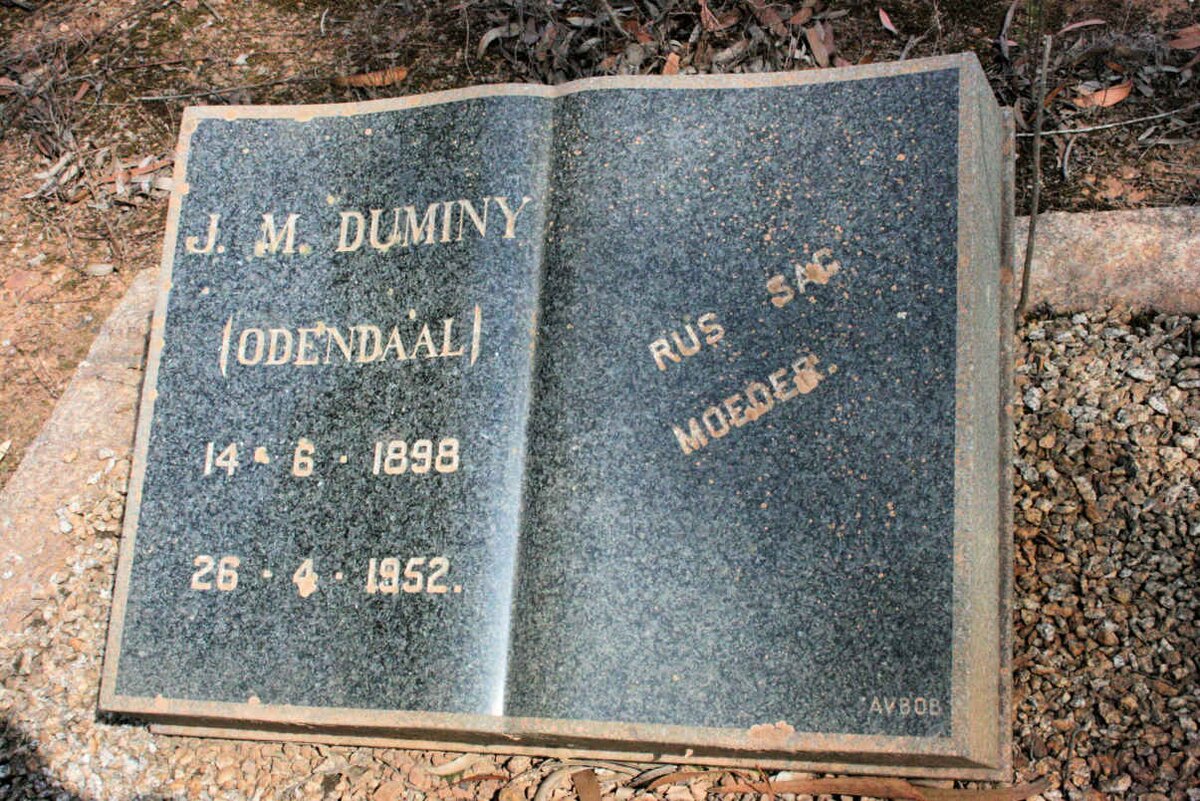 J. M. DUMINY
(ODENDAAL)
14 · 6 · 1898
26 · 4 · 1952.
RUS SAG
MOEDER.
AVBOB